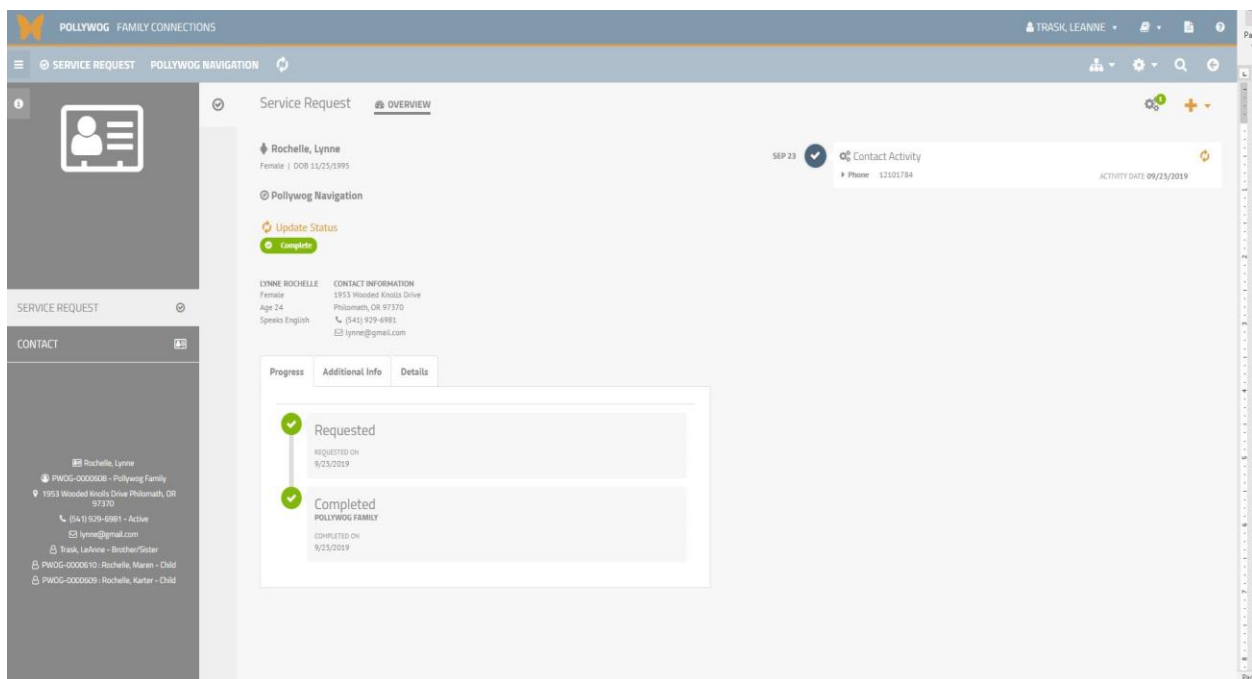 POLLYWOG FAMILY CONNECTIONS
TRASK, LEANNE
SERVICE REQUEST POLLYWOG NAVIGATION
Service Request OVERVIEW
Rochelle, Lynne
Female | DOB 11/25/1995
Pollywog Navigation
Update Status
Complete
LYNNE ROCHELLE
Female
Age 24
Speaks English
CONTACT INFORMATION
1953 Wooded Knolls Drive
Philomath, OR 97370
(541) 929-6981
lynne@gmail.com
Progress Additional Info Details
Requested
REQUESTED ON
9/23/2019
Completed
POLLYWOG FAMILY
COMPLETED ON
9/23/2019
SEP 23
Contact Activity
Phone 12101784
ACTIVITY DATE 09/23/2019
SERVICE REQUEST
CONTACT
Rochelle, Lynne
PWOG-0000608 - Pollywog Family
1953 Wooded Knolls Drive Philomath, OR
97370
(541) 929-6981 - Active
lynne@gmail.com
Trask, LeAnne - Brother/Sister
PWOG-0000610 : Rochelle, Maren - Child
PWOG-0000609 : Rochelle, Karter - Child